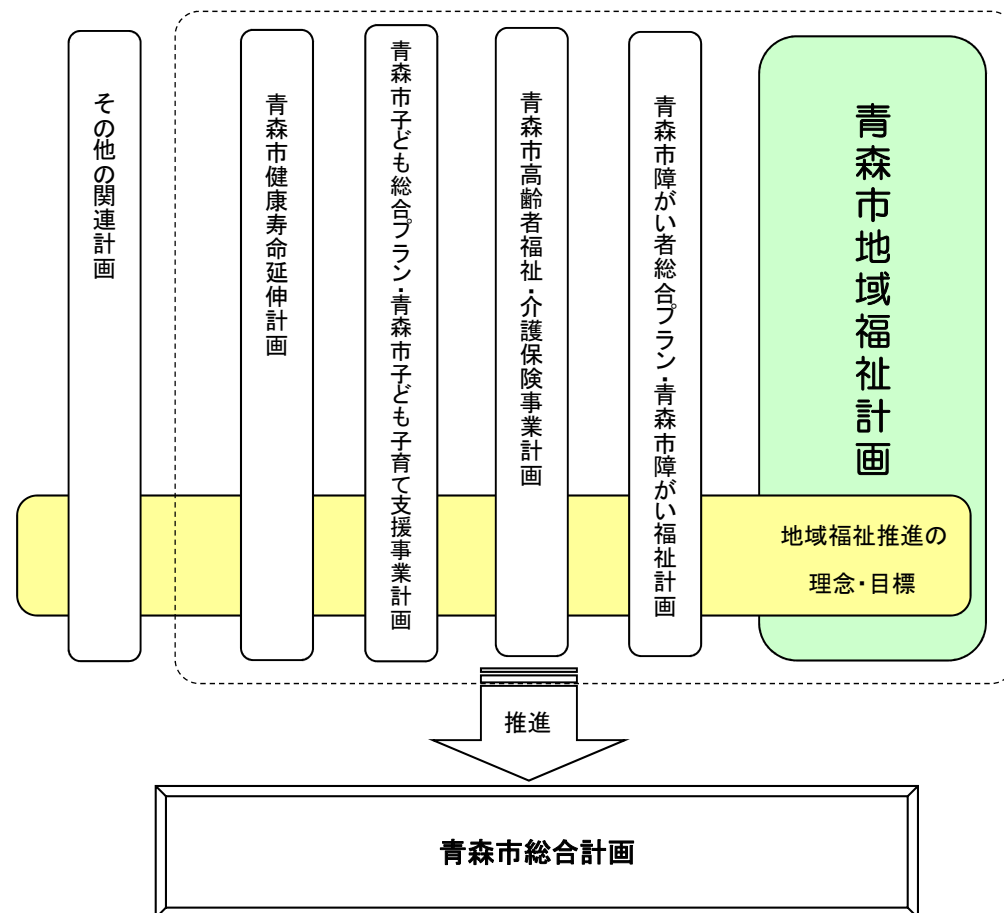 青森市地域福祉計画
青森市障がい者総合プラン・青森市障がい福祉計画
青森市高齢者福祉・介護保険事業計画
青森市子ども総合プラン・青森市子ども子育て支援事業計画
青森市健康寿命延伸計画
その他の関連計画
地域福祉推進の
理念・目標
推進
青森市総合計画